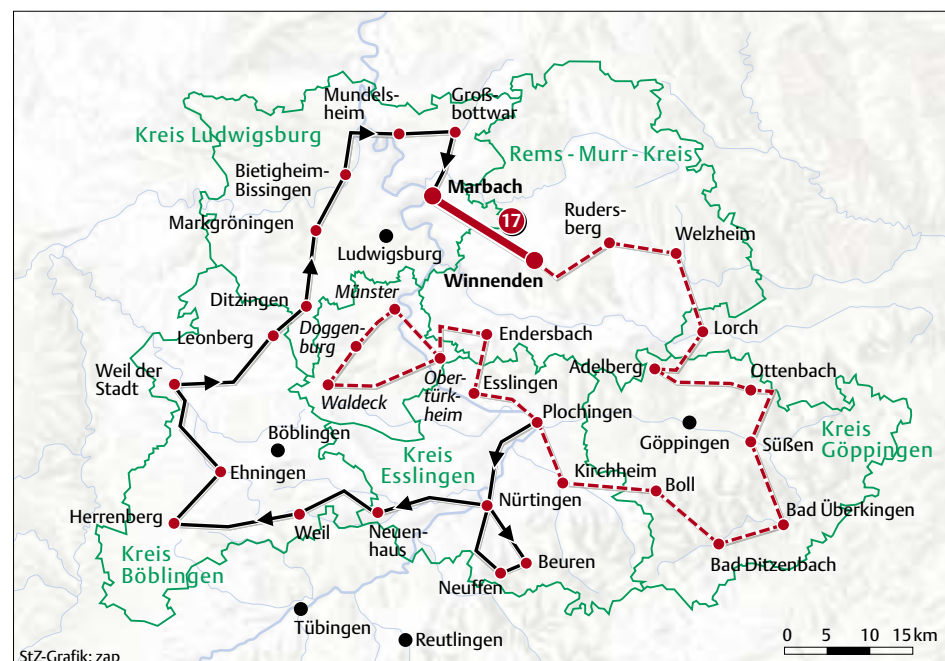 Mundels-
heim
Groß-
bottwar
Kreis Ludwigsburg
Rems-Murr-Kreis
Bietigheim-
Bissingen
Marbach
17
Ruders-
berg
Markgröningen
Welzheim
Ludwigsburg
Winnenden
Münster
Ditzingen
Doggen-
burg
Leonberg
Endersbach
Lorch
Weil der
Stadt
Adelberg
Ottenbach
Waldeck
Ober-
türk-
heim
Esslingen
Plochingen
Böblingen
Göppingen
Süßen
Kreis
Göppingen
Kreis
Esslingen
Ehningen
Kirchheim
Boll
Nürtingen
Herrenberg
Weil
Neuen-
haus
Bad Überkingen
Kreis
Böblingen
Beuren
Bad Ditzenbach
Neuffen
Tübingen
Reutlingen
0 5 10 15 km
StZ-Grafik: zap